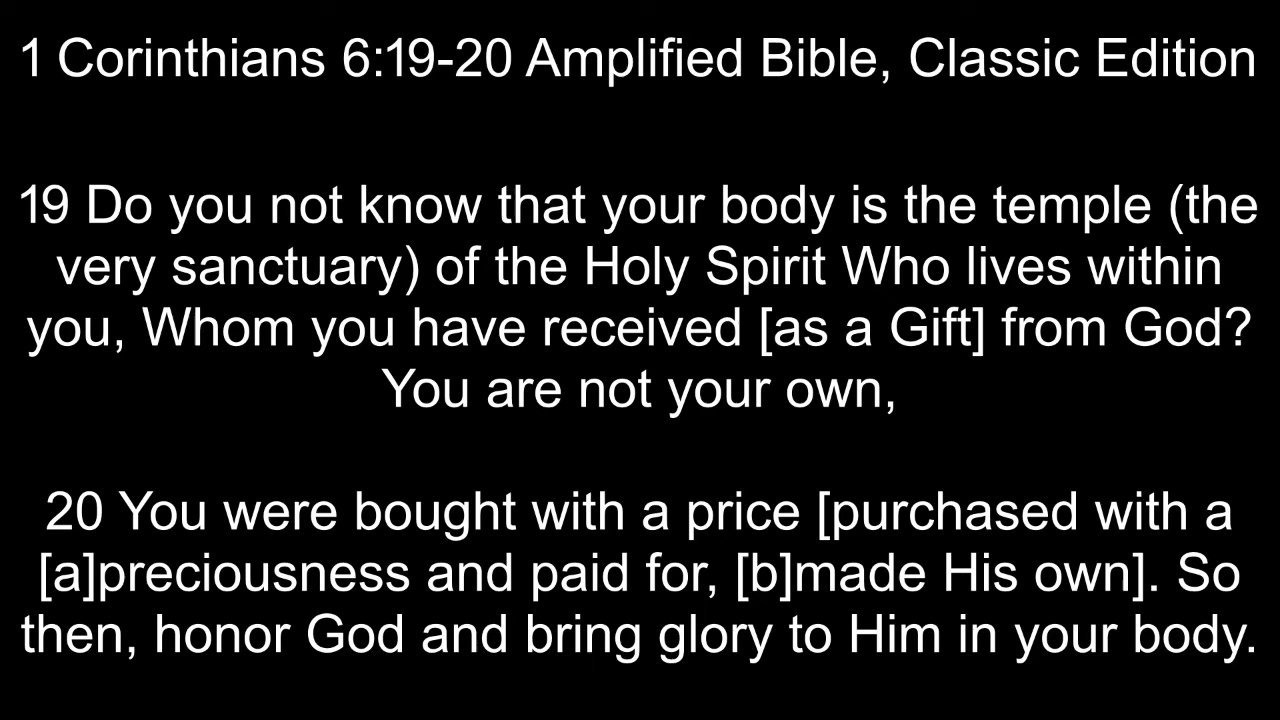 1 Corinthians 6:19-20 Amplified Bible, Classic Edition
19 Do you not know that your body is the temple (the
very sanctuary) of the Holy Spirit Who lives within
you, Whom you have received [as a Gift] from God?
You are not your own,
20 You were bought with a price [purchased with a
[a]preciousness and paid for, [b]made His own]. So
then, honor God and bring glory to Him in your body.